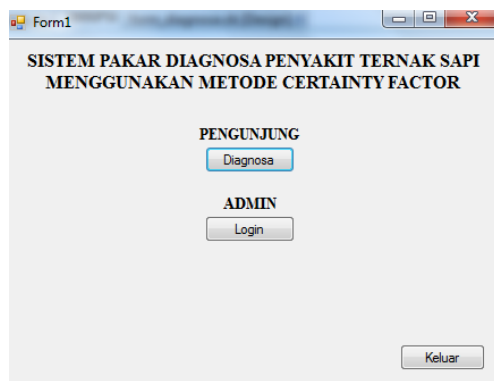 Form1
SISTEM PAKAR DIAGNOSA PENYAKIT TERNAK SAPI
MENGGUNAKAN METODE CERTAINTY FACTOR
PENGUNJUNG
Diagnosa
ADMIN
Login
Keluar